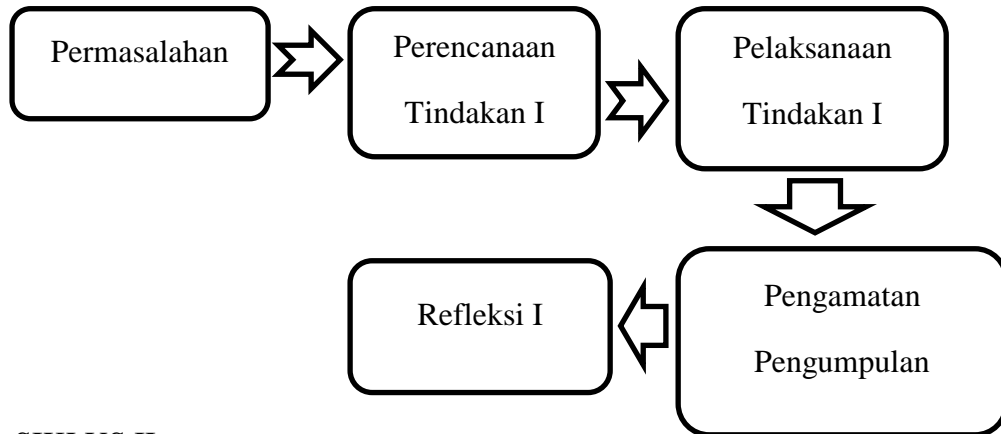 Permasalahan
Perencanaan
Tindakan I
Pelaksanaan
Tindakan I
Pengamatan
Pengumpulan
Refleksi I